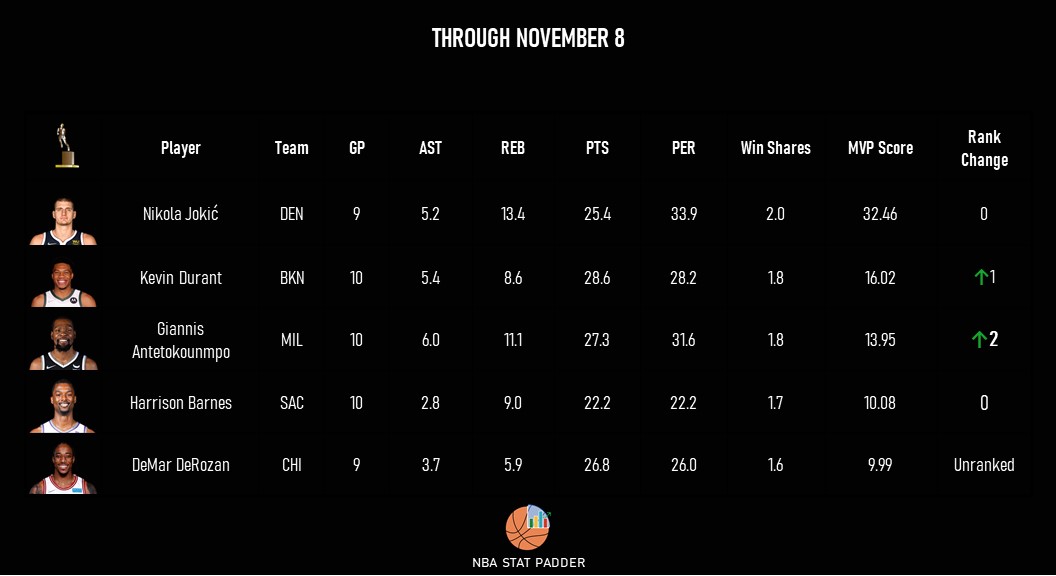 THROUGH NOVEMBER 8
Player Team GP AST REB PTS PER Win Shares MVP Score Rank Change
Nikola Jokić DEN 9 5.2 13.4 25.4 33.9 2.0 32.46 0
Kevin Durant BKN 10 5.4 8.6 28.6 28.2 1.8 16.02 ↑1
Giannis Antetokounmpo MIL 10 6.0 11.1 27.3 31.6 1.8 13.95 ↑2
Harrison Barnes SAC 10 2.8 9.0 22.2 22.2 1.7 10.08 0
DeMar DeRozan CHI 9 3.7 5.9 26.8 26.0 1.6 9.99 Unranked
NBA STAT PADDER